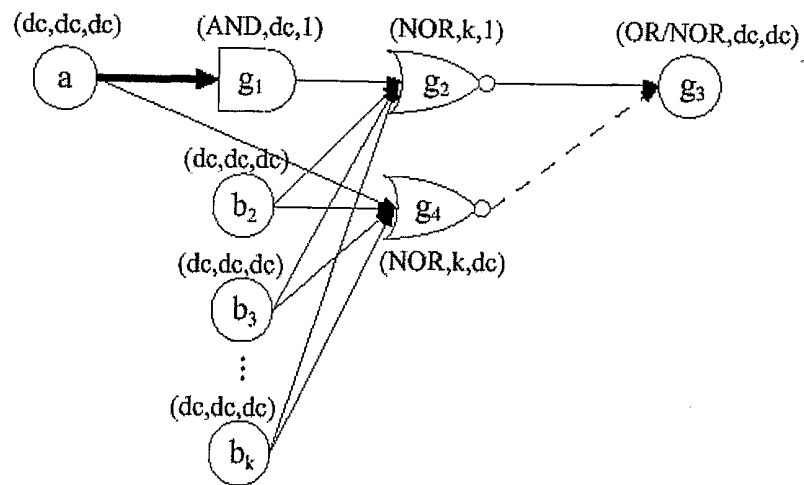 (dc,dc,dc) (AND,dc,1) (NOR,k,1) (OR/NOR,dc,dc)
a g₁ g₂ g₃
(dc,dc,dc)
b₂ g₄
(dc,dc,dc) (NOR,k,dc)
b₃
⋮
(dc,dc,dc)
bₖ